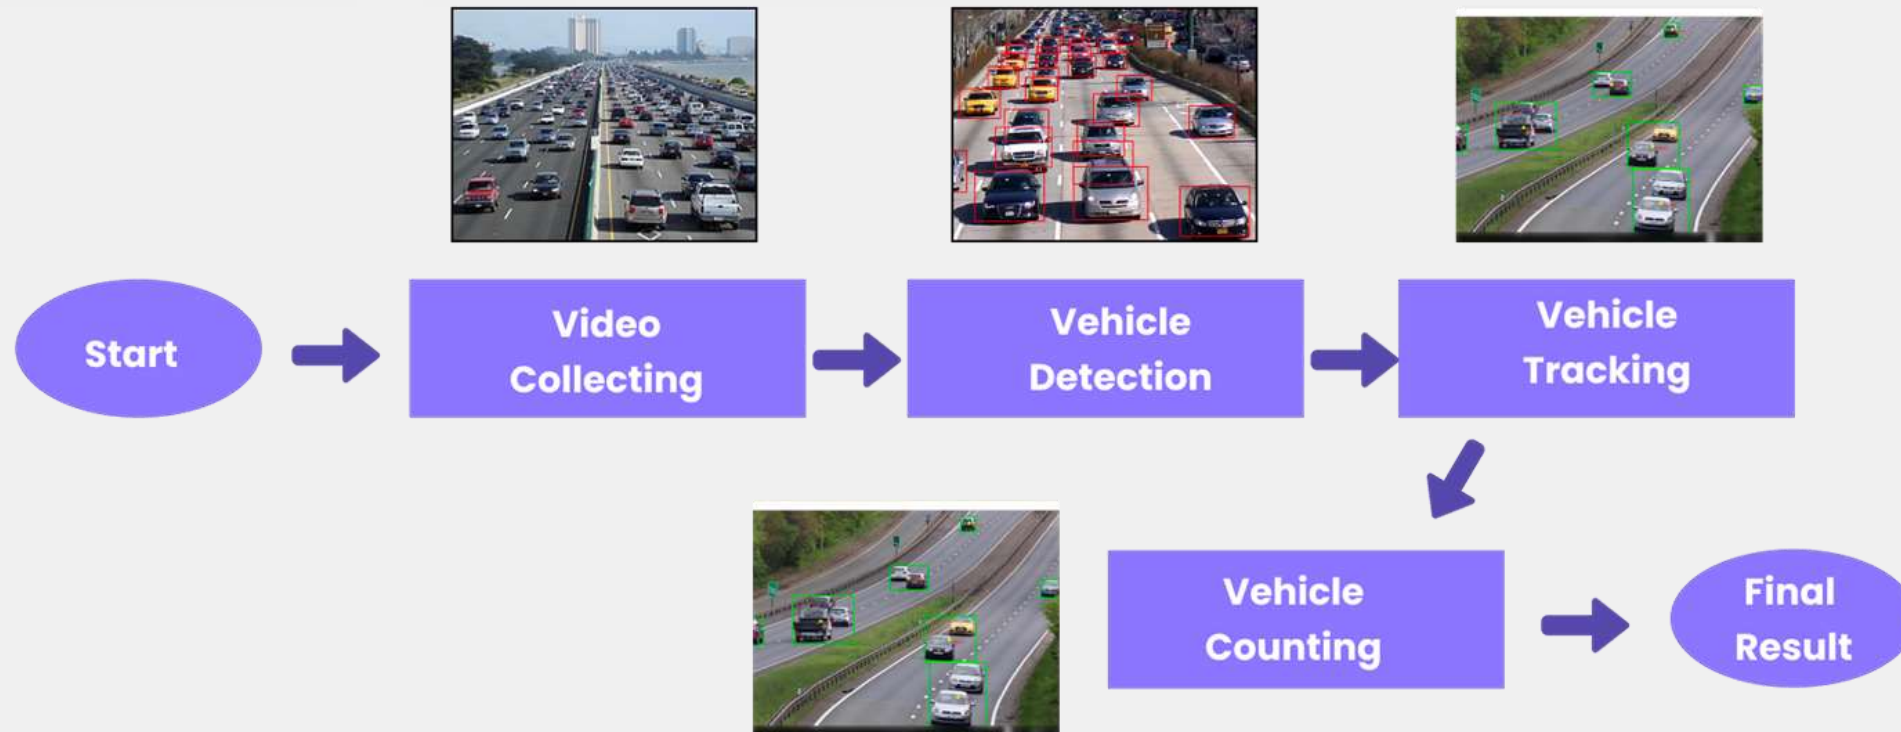 Start
Video
Collecting
Vehicle
Detection
Vehicle
Tracking
Vehicle
Counting
Final
Result